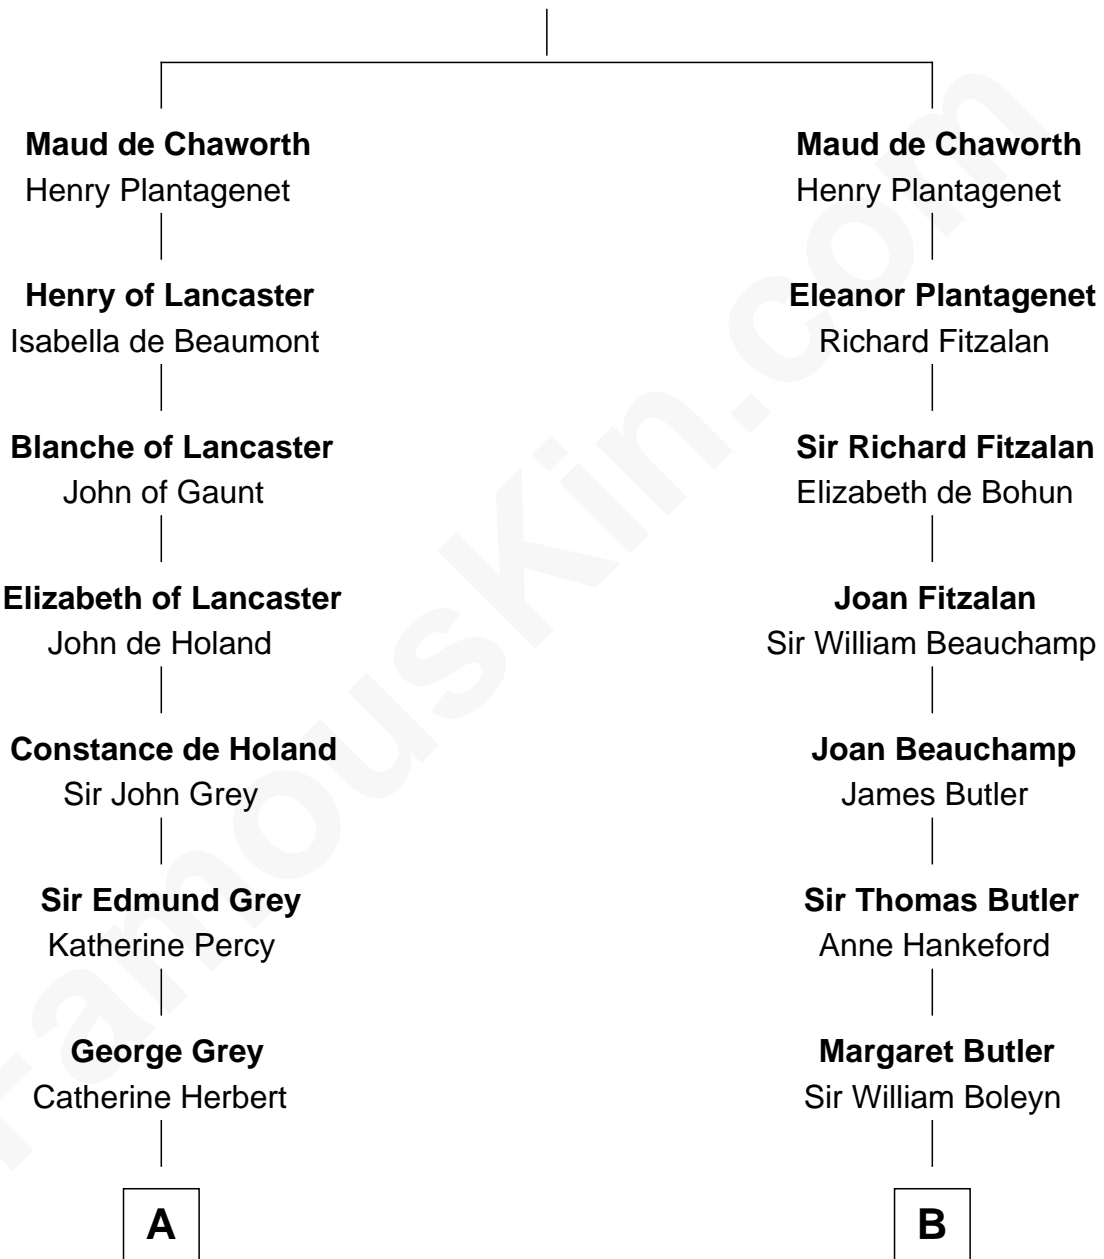 Maud de Chaworth
Henry Plantagenet
Henry of Lancaster
Isabella de Beaumont
Blanche of Lancaster
John of Gaunt
Elizabeth of Lancaster
John de Holand
Constance de Holand
Sir John Grey
Sir Edmund Grey
Katherine Percy
George Grey
Catherine Herbert
A
Maud de Chaworth
Henry Plantagenet
Eleanor Plantagenet
Richard Fitzalan
Sir Richard Fitzalan
Elizabeth de Bohun
Joan Fitzalan
Sir William Beauchamp
Joan Beauchamp
James Butler
Sir Thomas Butler
Anne Hankeford
Margaret Butler
Sir William Boleyn
B
FamousKin.com